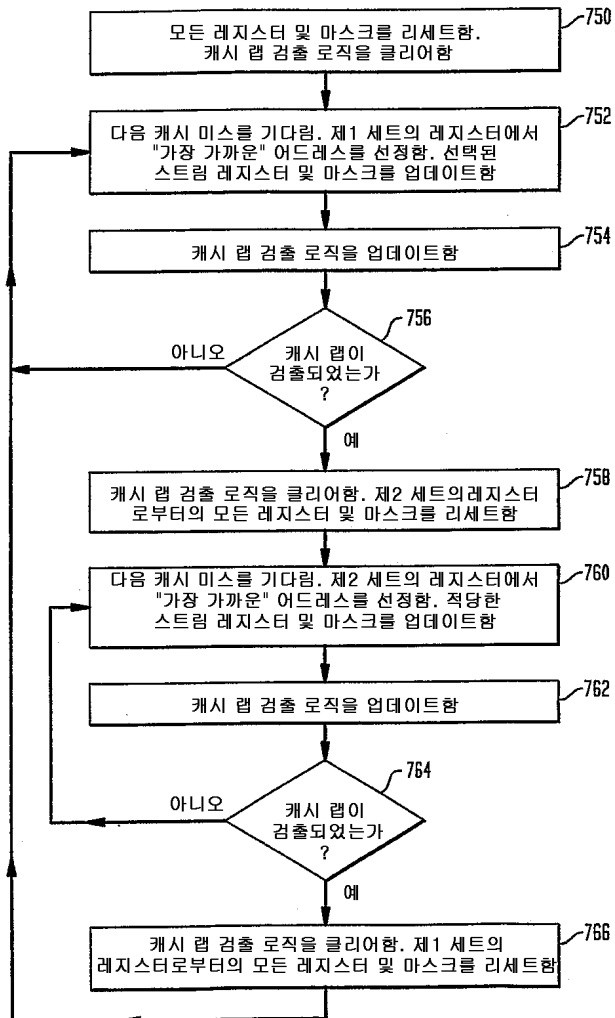 모든 레지스터 및 마스크를 리세트함.
캐시 랩 검출 로직을 클리어함
750
다음 캐시 미스를 기다림. 제1 세트의 레지스터에서
"가장 가까운" 어드레스를 선정함. 선택된
스트림 레지스터 및 마스크를 업데이트함
752
캐시 랩 검출 로직을 업데이트함
754
756
아니오
캐시 랩이
검출되었는가
?
예
캐시 랩 검출 로직을 클리어함. 제2 세트의레지스터
로부터의 모든 레지스터 및 마스크를 리세트함
758
다음 캐시 미스를 기다림. 제2 세트의 레지스터에서
"가장 가까운" 어드레스를 선정함. 적당한
스트림 레지스터 및 마스크를 업데이트함
760
캐시 랩 검출 로직을 업데이트함
762
764
아니오
캐시 랩이
검출되었는가
?
예
캐시 랩 검출 로직을 클리어함. 제1 세트의
레지스터로부터의 모든 레지스터 및 마스크를 리세트함
766